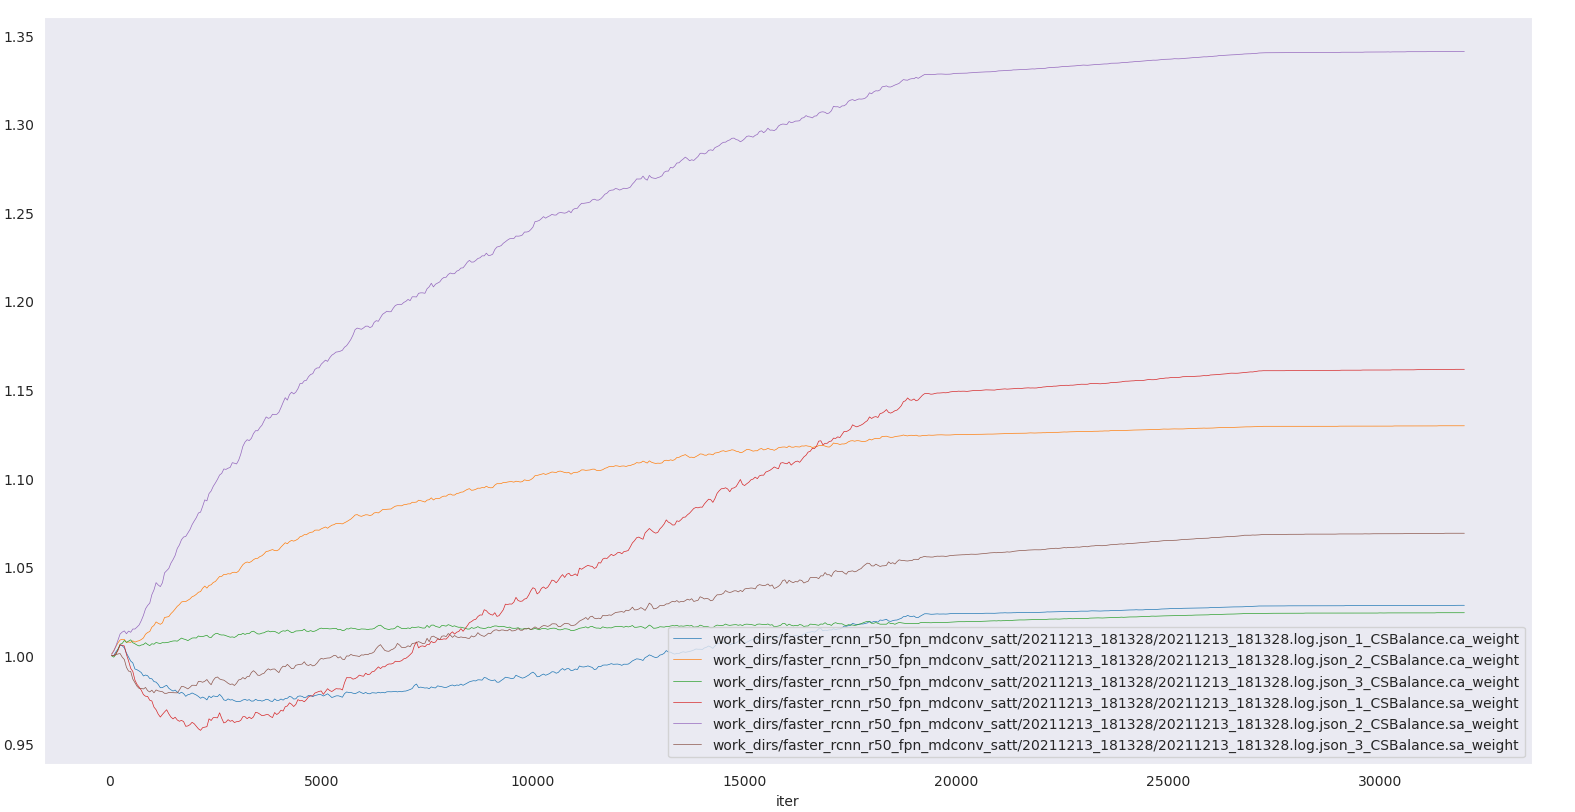 1.35
1.30
1.25
1.20
1.15
1.10
1.05
1.00
0.95
work_dirs/faster_rcnn_r50_fpn_mdconv_satt/20211213_181328/20211213_181328.log.json_1_CSBalance.ca_weight
work_dirs/faster_rcnn_r50_fpn_mdconv_satt/20211213_181328/20211213_181328.log.json_2_CSBalance.ca_weight
work_dirs/faster_rcnn_r50_fpn_mdconv_satt/20211213_181328/20211213_181328.log.json_3_CSBalance.ca_weight
work_dirs/faster_rcnn_r50_fpn_mdconv_satt/20211213_181328/20211213_181328.log.json_1_CSBalance.sa_weight
work_dirs/faster_rcnn_r50_fpn_mdconv_satt/20211213_181328/20211213_181328.log.json_2_CSBalance.sa_weight
work_dirs/faster_rcnn_r50_fpn_mdconv_satt/20211213_181328/20211213_181328.log.json_3_CSBalance.sa_weight
0 5000 10000 15000 20000 25000 30000
iter